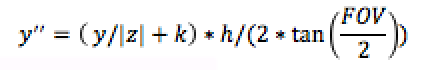 y'' = ( y/|z| + k) * h/(2 * tan(FOV/2))